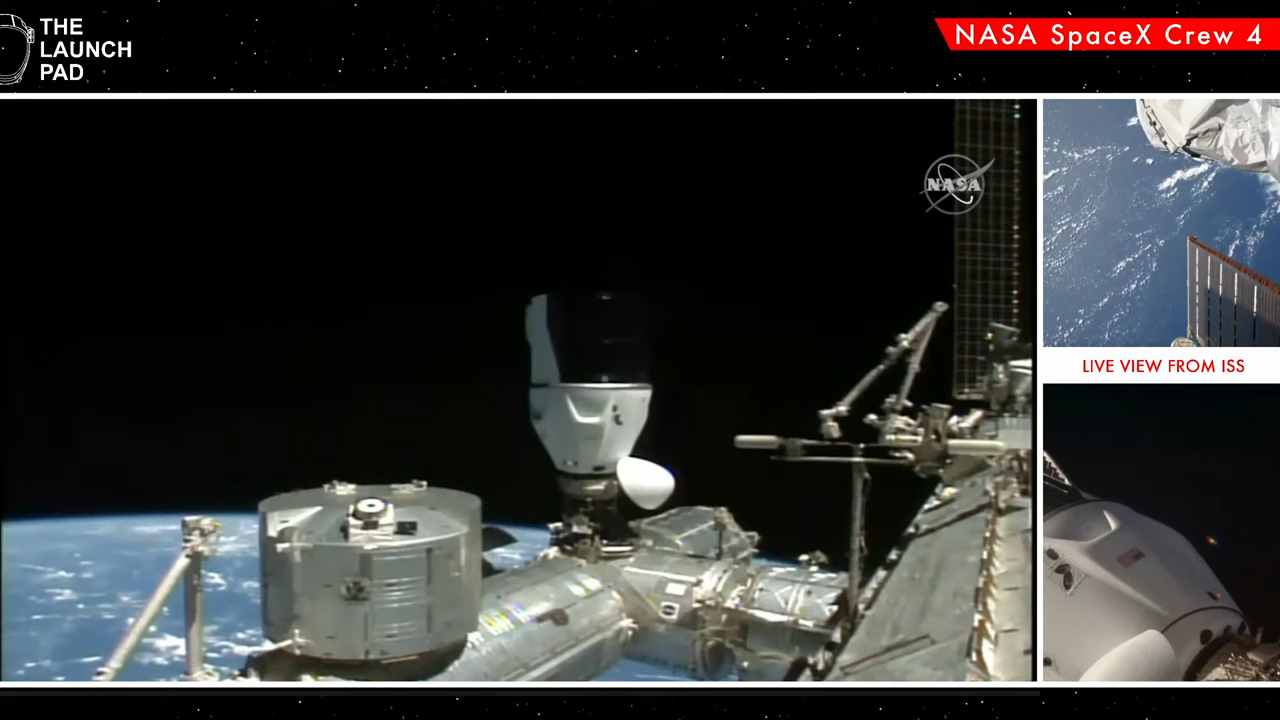 THE
LAUNCH
PAD
NASA SpaceX Crew 4
NASA
LIVE VIEW FROM ISS